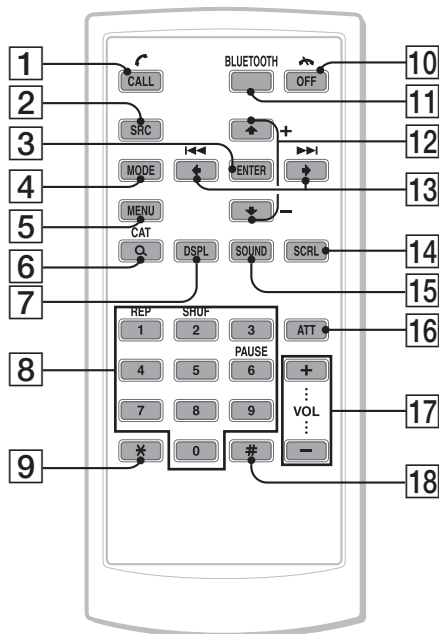 BLUETOOTH
1 CALL OFF 10
11
2 SRC + 12
3
4 MODE ENTER 13
5 MENU –
CAT
6 DSPL SOUND SCRL 14
7 15
REP SHUF
1 2 3 ATT 16
8 PAUSE
4 5 6 + 17
VOL
7 8 9 –
9 * 0 # 18